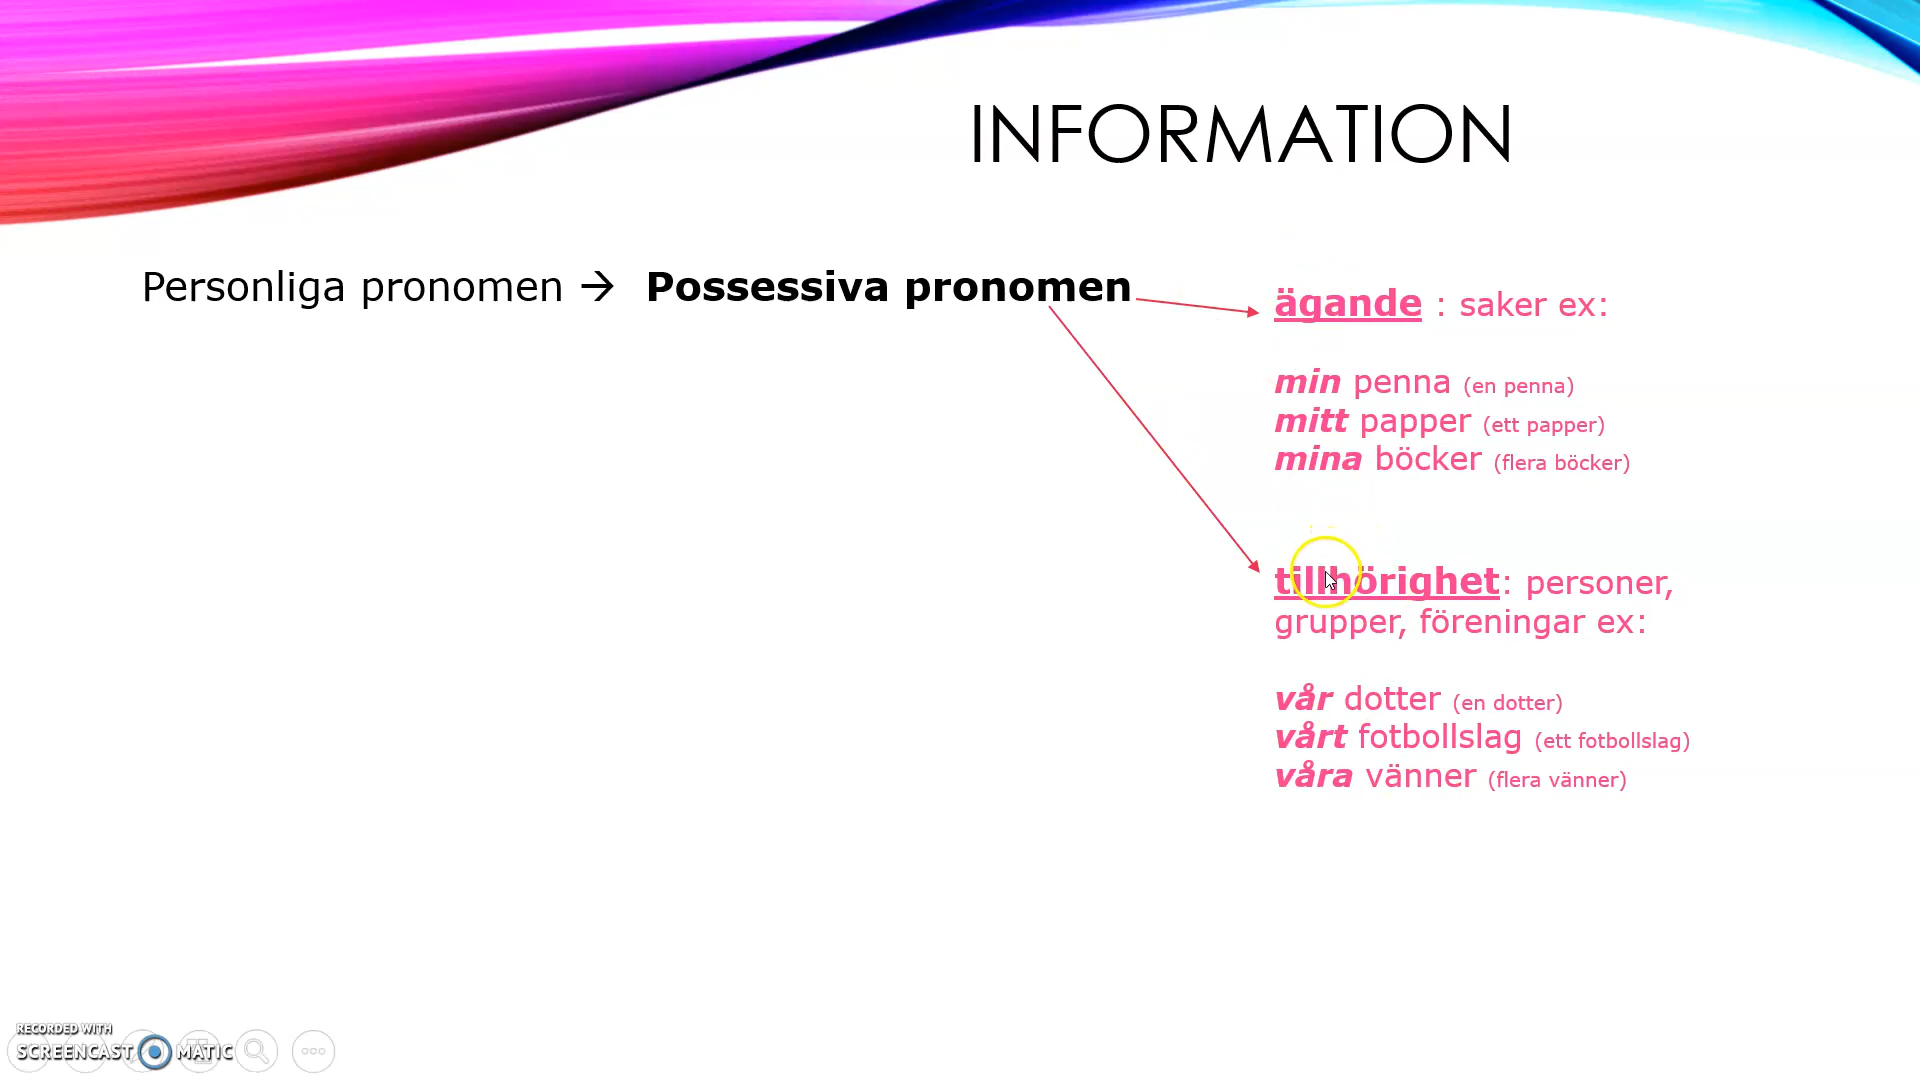 INFORMATION
Personliga pronomen → Possessiva pronomen
ägande : saker ex:
min penna (en penna)
mitt papper (ett papper)
mina böcker (flera böcker)
tillhörighet: personer,
grupper, föreningar ex:
vår dotter (en dotter)
vårt fotbollslag (ett fotbollslag)
våra vänner (flera vänner)
RECORDED WITH
SCREENCAST MATIC